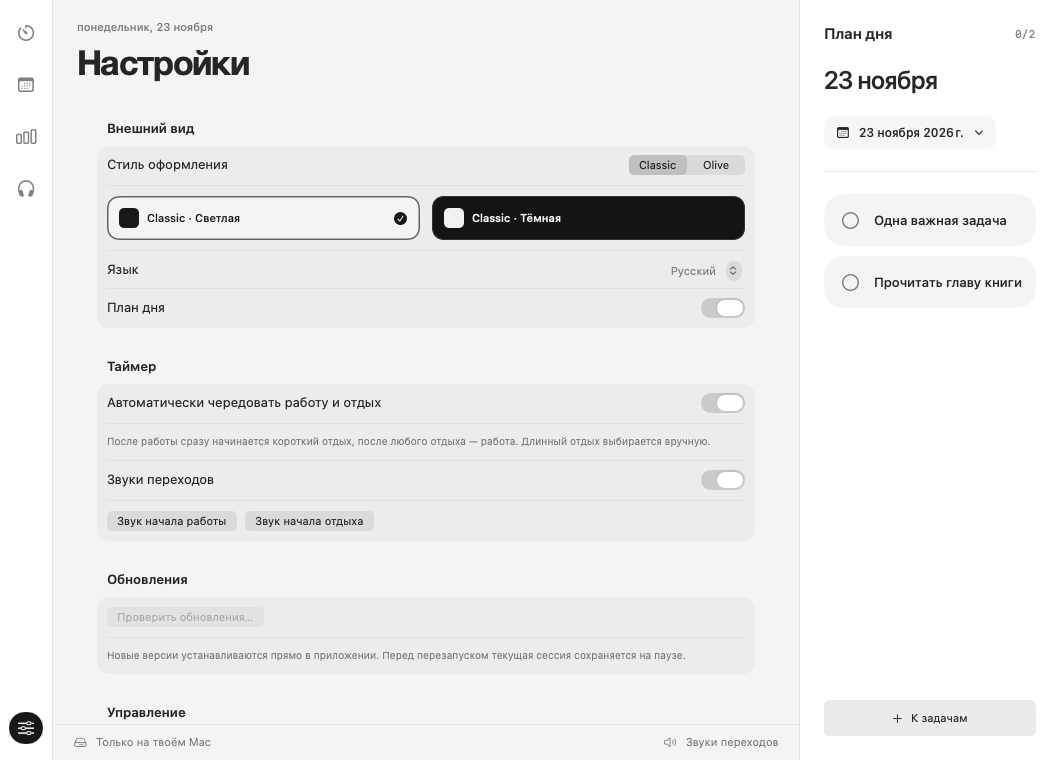 понедельник, 23 ноября
Настройки
Внешний вид
Стиль оформления
Classic
Olive
Classic · Светлая
Classic · Тёмная
Язык
Русский
План дня
Таймер
Автоматически чередовать работу и отдых
После работы сразу начинается короткий отдых, после любого отдыха — работа. Длинный отдых выбирается вручную.
Звуки переходов
Звук начала работы
Звук начала отдыха
Обновления
Проверить обновления…
Новые версии устанавливаются прямо в приложении. Перед перезапуском текущая сессия сохраняется на паузе.
Управление
Только на твоём Mac
Звуки переходов
План дня
0/2
23 ноября
23 ноября 2026 г.
Одна важная задача
Прочитать главу книги
К задачам